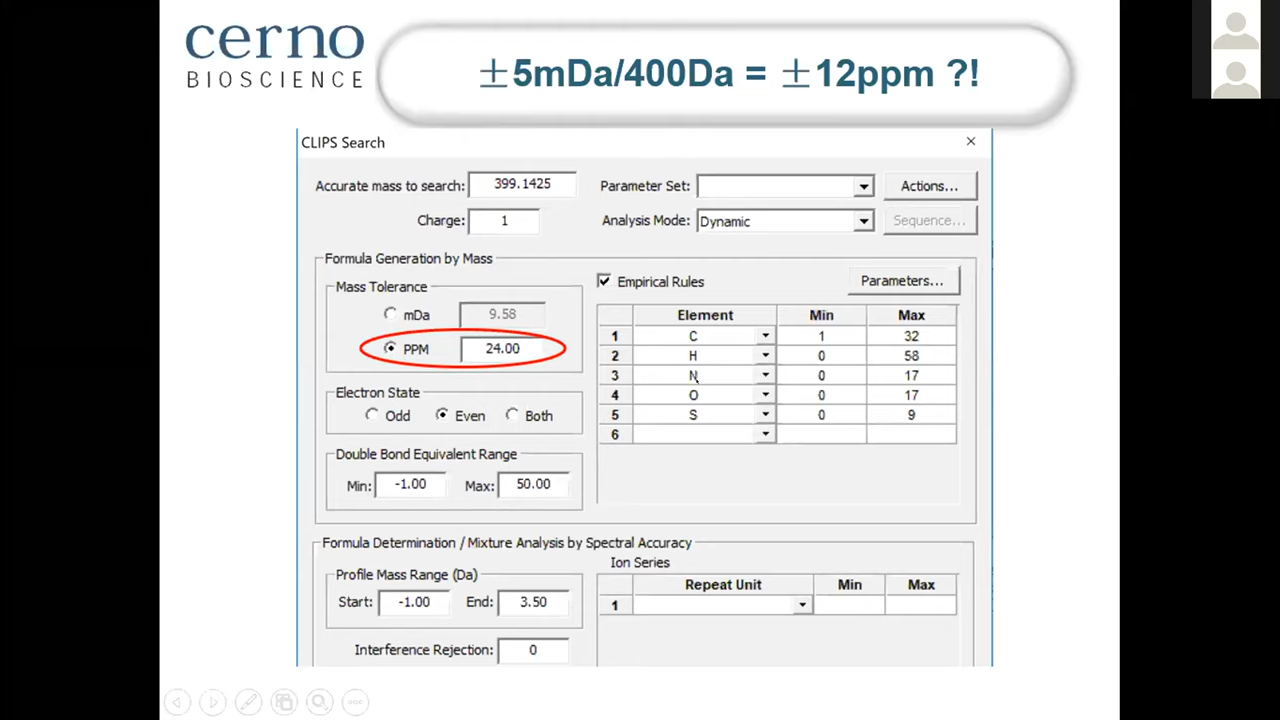 cerno
BIOSCIENCE
±5mDa/400Da = ±12ppm ?!
CLIPS Search
Accurate mass to search: 399.1425 Parameter Set: Actions...
Charge: 1 Analysis Mode: Dynamic Sequence...
Formula Generation by Mass
Mass Tolerance
mDa 9.58
PPM 24.00
Electron State
Odd Even Both
Double Bond Equivalent Range
Min: -1.00 Max: 50.00
Empirical Rules Parameters...
Element Min Max
1 C 1 32
2 H 0 58
3 N 0 17
4 O 0 17
5 S 0 9
6
Formula Determination / Mixture Analysis by Spectral Accuracy
Profile Mass Range (Da)
Start: -1.00 End: 3.50
Interference Rejection: 0
Ion Series
Repeat Unit Min Max
1